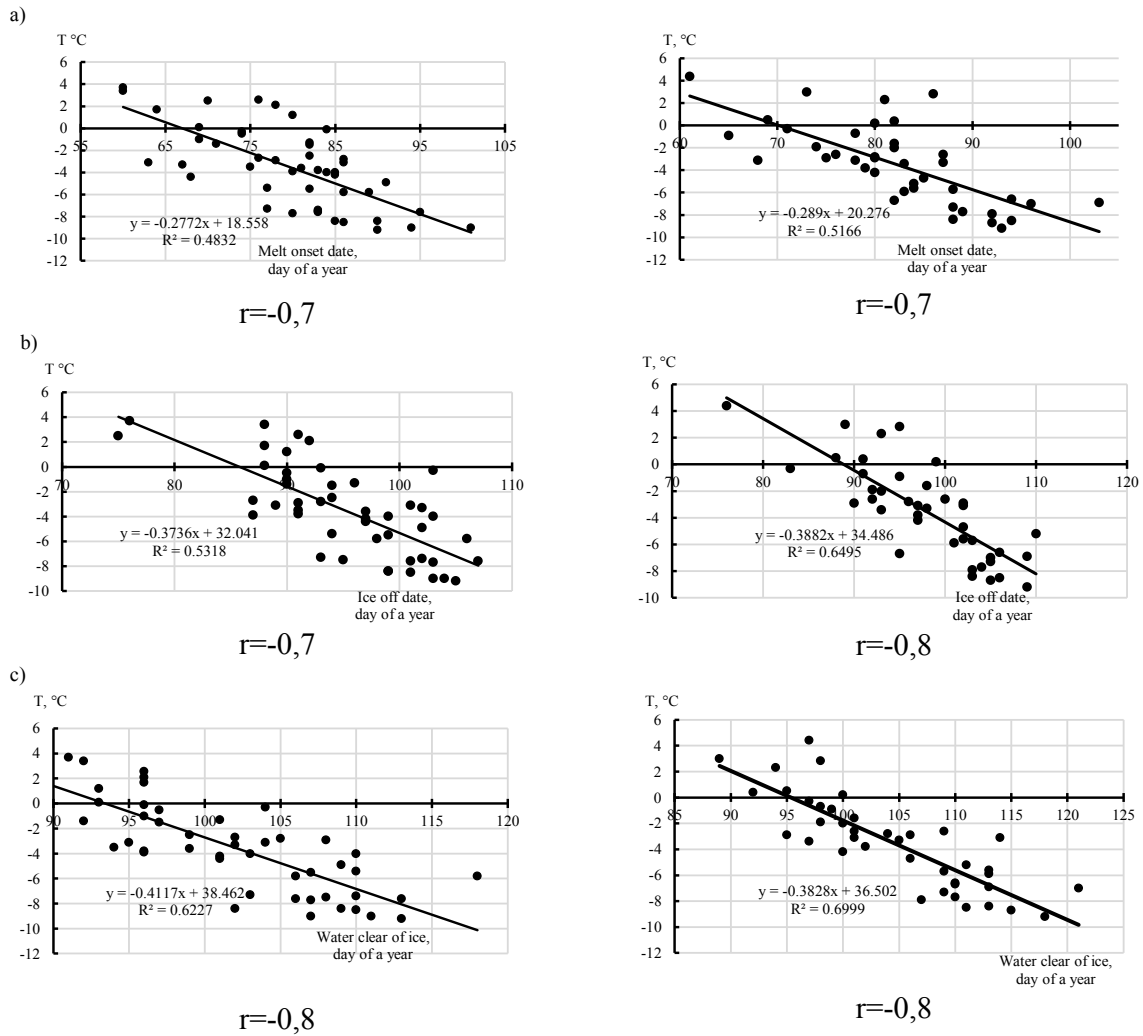 a)
T °C
6
4
2
0
-2
-4
-6
-8
-10
-12
55 65 75 85 95 105
y = -0.2772x + 18.558
R² = 0.4832
Melt onset date,
day of a year
r=-0,7
T, °C
6
4
2
0
-2
-4
-6
-8
-10
-12
60 70 80 90 100
y = -0.289x + 20.276
R² = 0.5166
Melt onset date,
day of a year
r=-0,7
b)
T °C
6
4
2
0
-2
-4
-6
-8
-10
70 80 90 100 110
y = -0.3736x + 32.041
R² = 0.5318
Ice off date,
day of a year
r=-0,7
T, °C
6
4
2
0
-2
-4
-6
-8
-10
70 80 90 100 110 120
y = -0.3882x + 34.486
R² = 0.6495
Ice off date,
day of a year
r=-0,8
c)
T, °C
6
4
2
0
-2
-4
-6
-8
-10
-12
90 95 100 105 110 115 120
y = -0.4117x + 38.462
R² = 0.6227
Water clear of ice,
day of a year
r=-0,8
T, °C
6
4
2
0
-2
-4
-6
-8
-10
-12
85 90 95 100 105 110 115 120 125
y = -0.3828x + 36.502
R² = 0.6999
Water clear of ice,
day of a year
r=-0,8